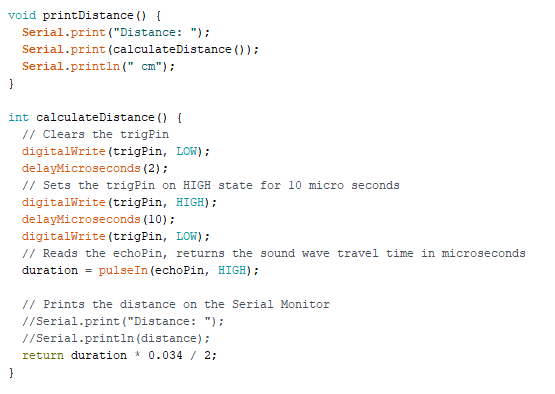 void printDistance() {
  Serial.print("Distance: ");
  Serial.print(calculateDistance());
  Serial.println(" cm");
}

int calculateDistance() {
  // Clears the trigPin
  digitalWrite(trigPin, LOW);
  delayMicroseconds(2);
  // Sets the trigPin on HIGH state for 10 micro seconds
  digitalWrite(trigPin, HIGH);
  delayMicroseconds(10);
  digitalWrite(trigPin, LOW);
  // Reads the echoPin, returns the sound wave travel time in microseconds
  duration = pulseIn(echoPin, HIGH);

  // Prints the distance on the Serial Monitor
  //Serial.print("Distance: ");
  //Serial.println(distance);
  return duration * 0.034 / 2;
}